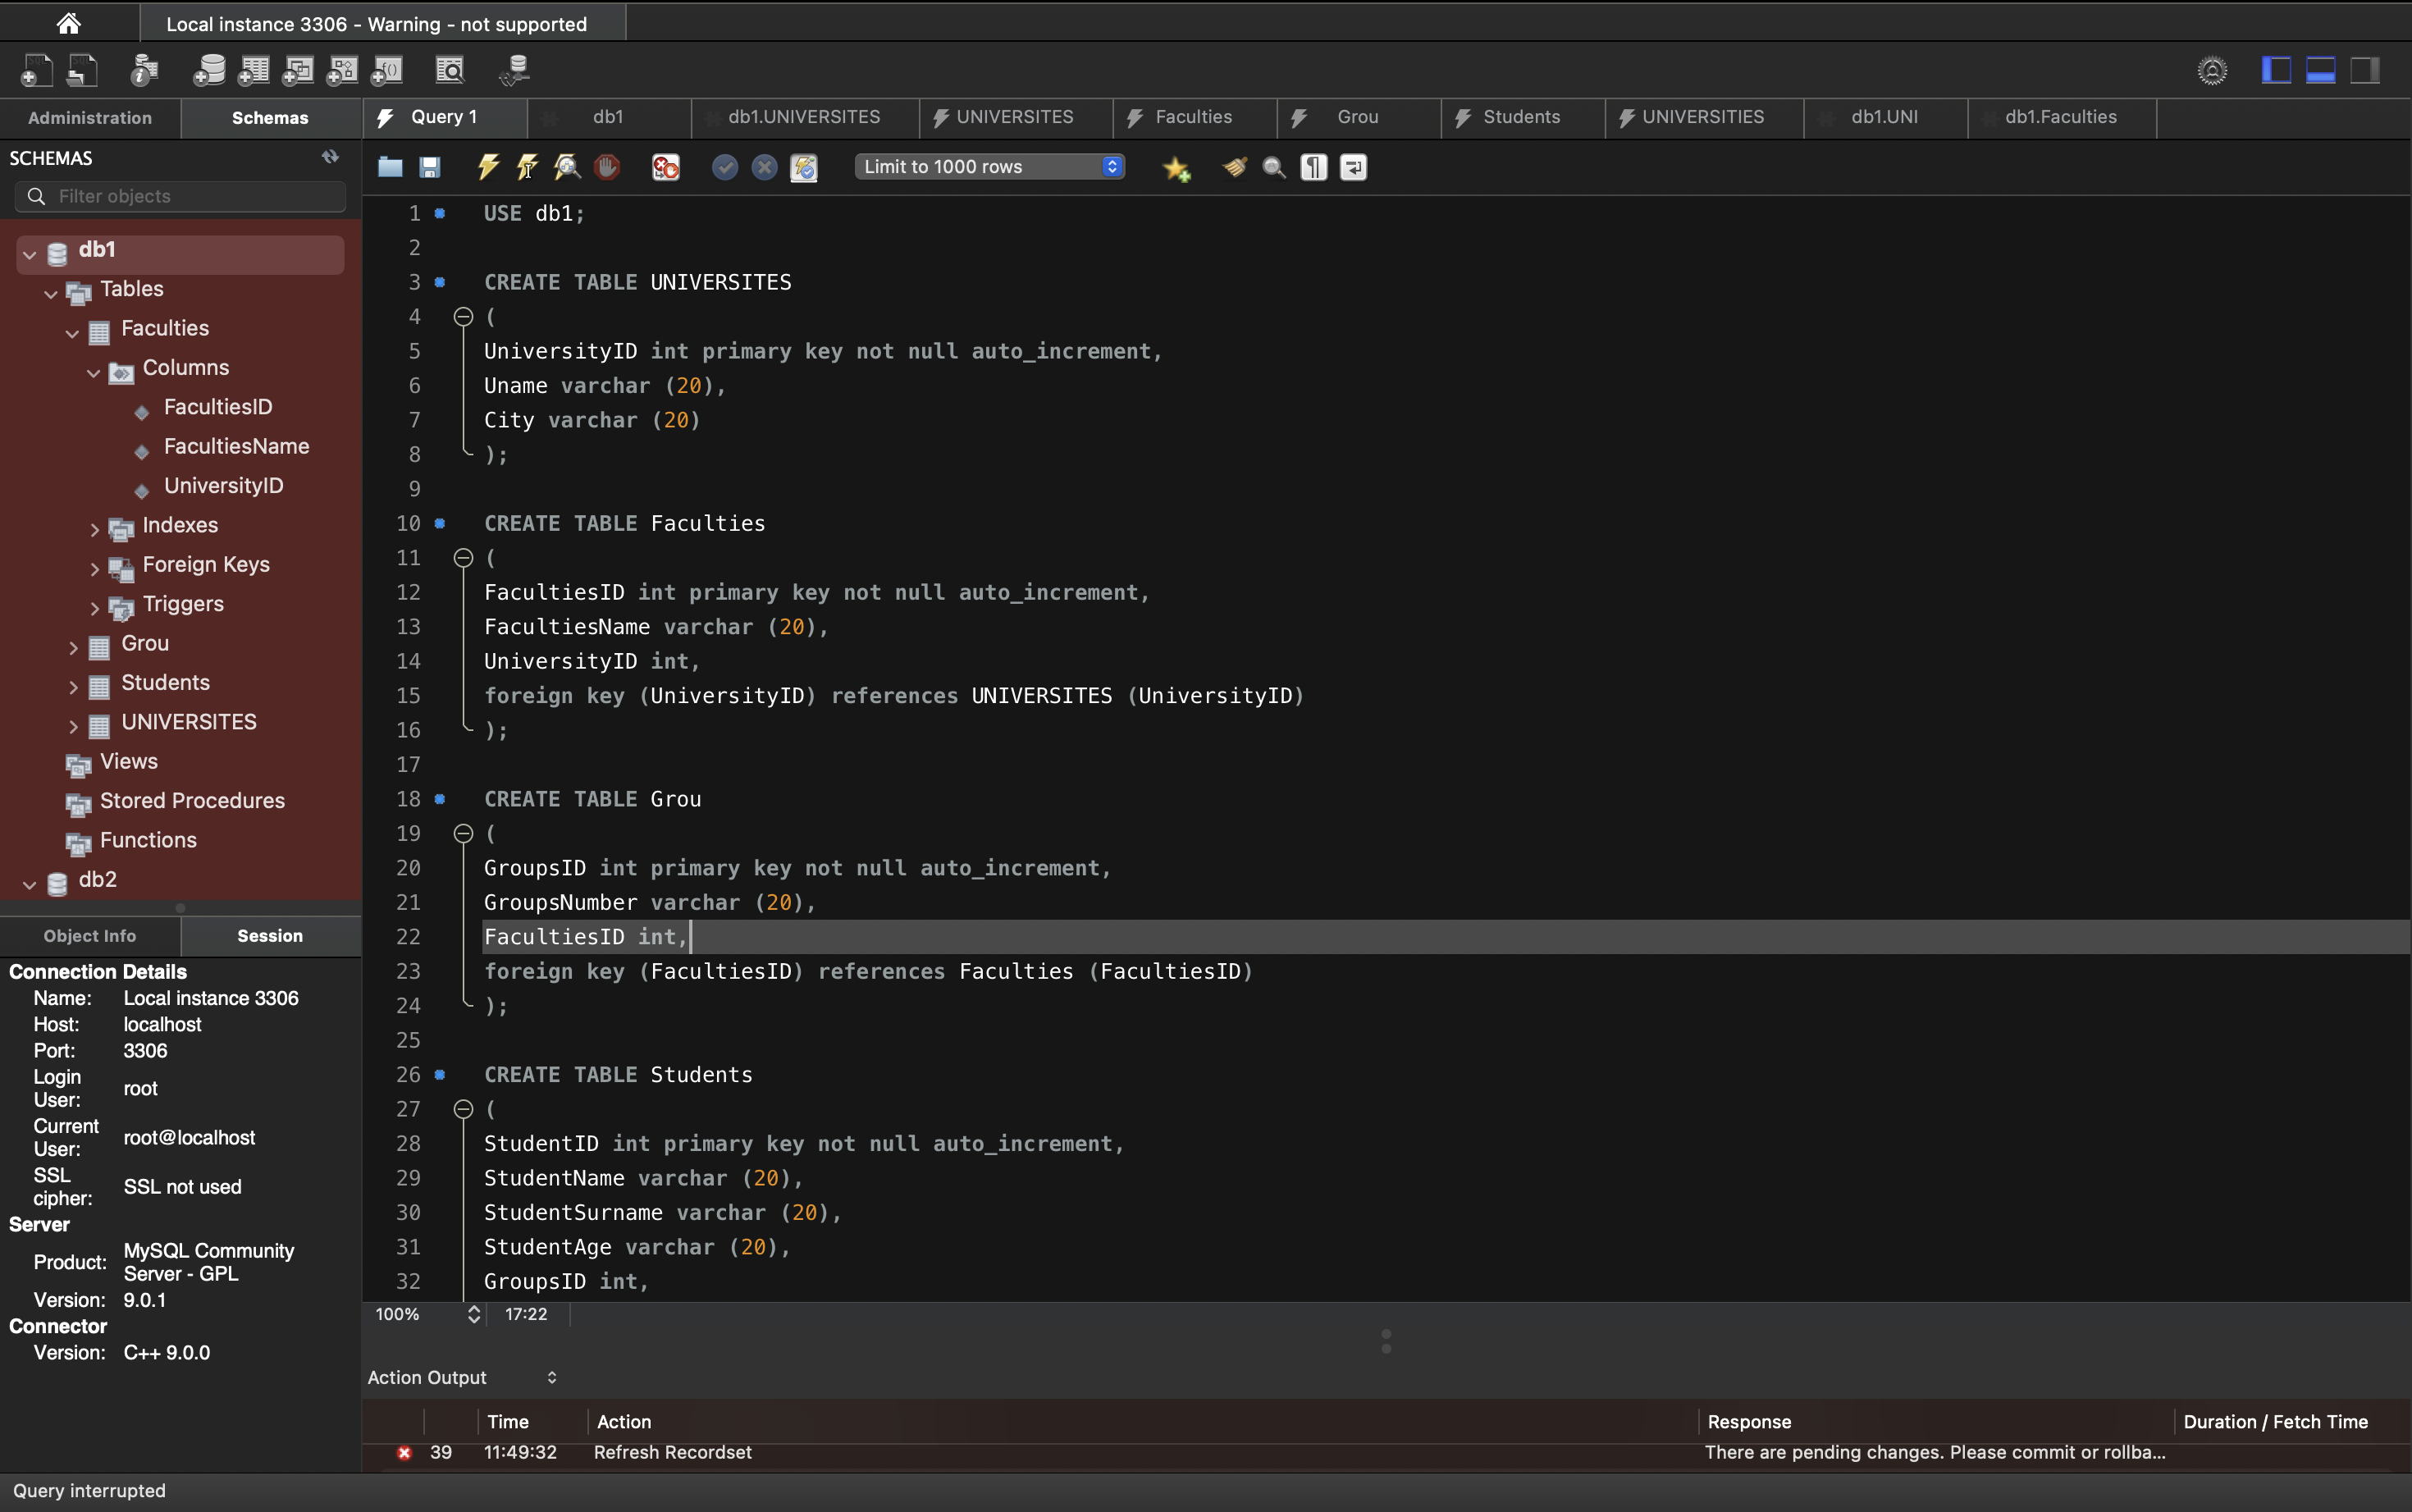 Local instance 3306 - Warning - not supported
Administration
Schemas
Query 1
db1
db1.UNIVERSITES
UNIVERSITES
Faculties
Grou
Students
UNIVERSITIES
db1.UNI
db1.Faculties
SCHEMAS
Filter objects
Limit to 1000 rows
db1
Tables
Faculties
Columns
FacultiesID
FacultiesName
UniversityID
Indexes
Foreign Keys
Triggers
Grou
Students
UNIVERSITES
Views
Stored Procedures
Functions
db2
Object Info
Session
Connection Details
Name: Local instance 3306
Host: localhost
Port: 3306
Login User: root
Current User: root@localhost
SSL cipher: SSL not used
Server
Product: MySQL Community Server - GPL
Version: 9.0.1
Connector
Version: C++ 9.0.0
1 USE db1;
2
3 CREATE TABLE UNIVERSITES
4 (
5 UniversityID int primary key not null auto_increment,
6 Uname varchar (20),
7 City varchar (20)
8 );
9
10 CREATE TABLE Faculties
11 (
12 FacultiesID int primary key not null auto_increment,
13 FacultiesName varchar (20),
14 UniversityID int,
15 foreign key (UniversityID) references UNIVERSITES (UniversityID)
16 );
17
18 CREATE TABLE Grou
19 (
20 GroupsID int primary key not null auto_increment,
21 GroupsNumber varchar (20),
22 FacultiesID int,
23 foreign key (FacultiesID) references Faculties (FacultiesID)
24 );
25
26 CREATE TABLE Students
27 (
28 StudentID int primary key not null auto_increment,
29 StudentName varchar (20),
30 StudentSurname varchar (20),
31 StudentAge varchar (20),
32 GroupsID int,
100% 17:22
Action Output
Time Action Response Duration / Fetch Time
39 11:49:32 Refresh Recordset There are pending changes. Please commit or rollba...
Query interrupted